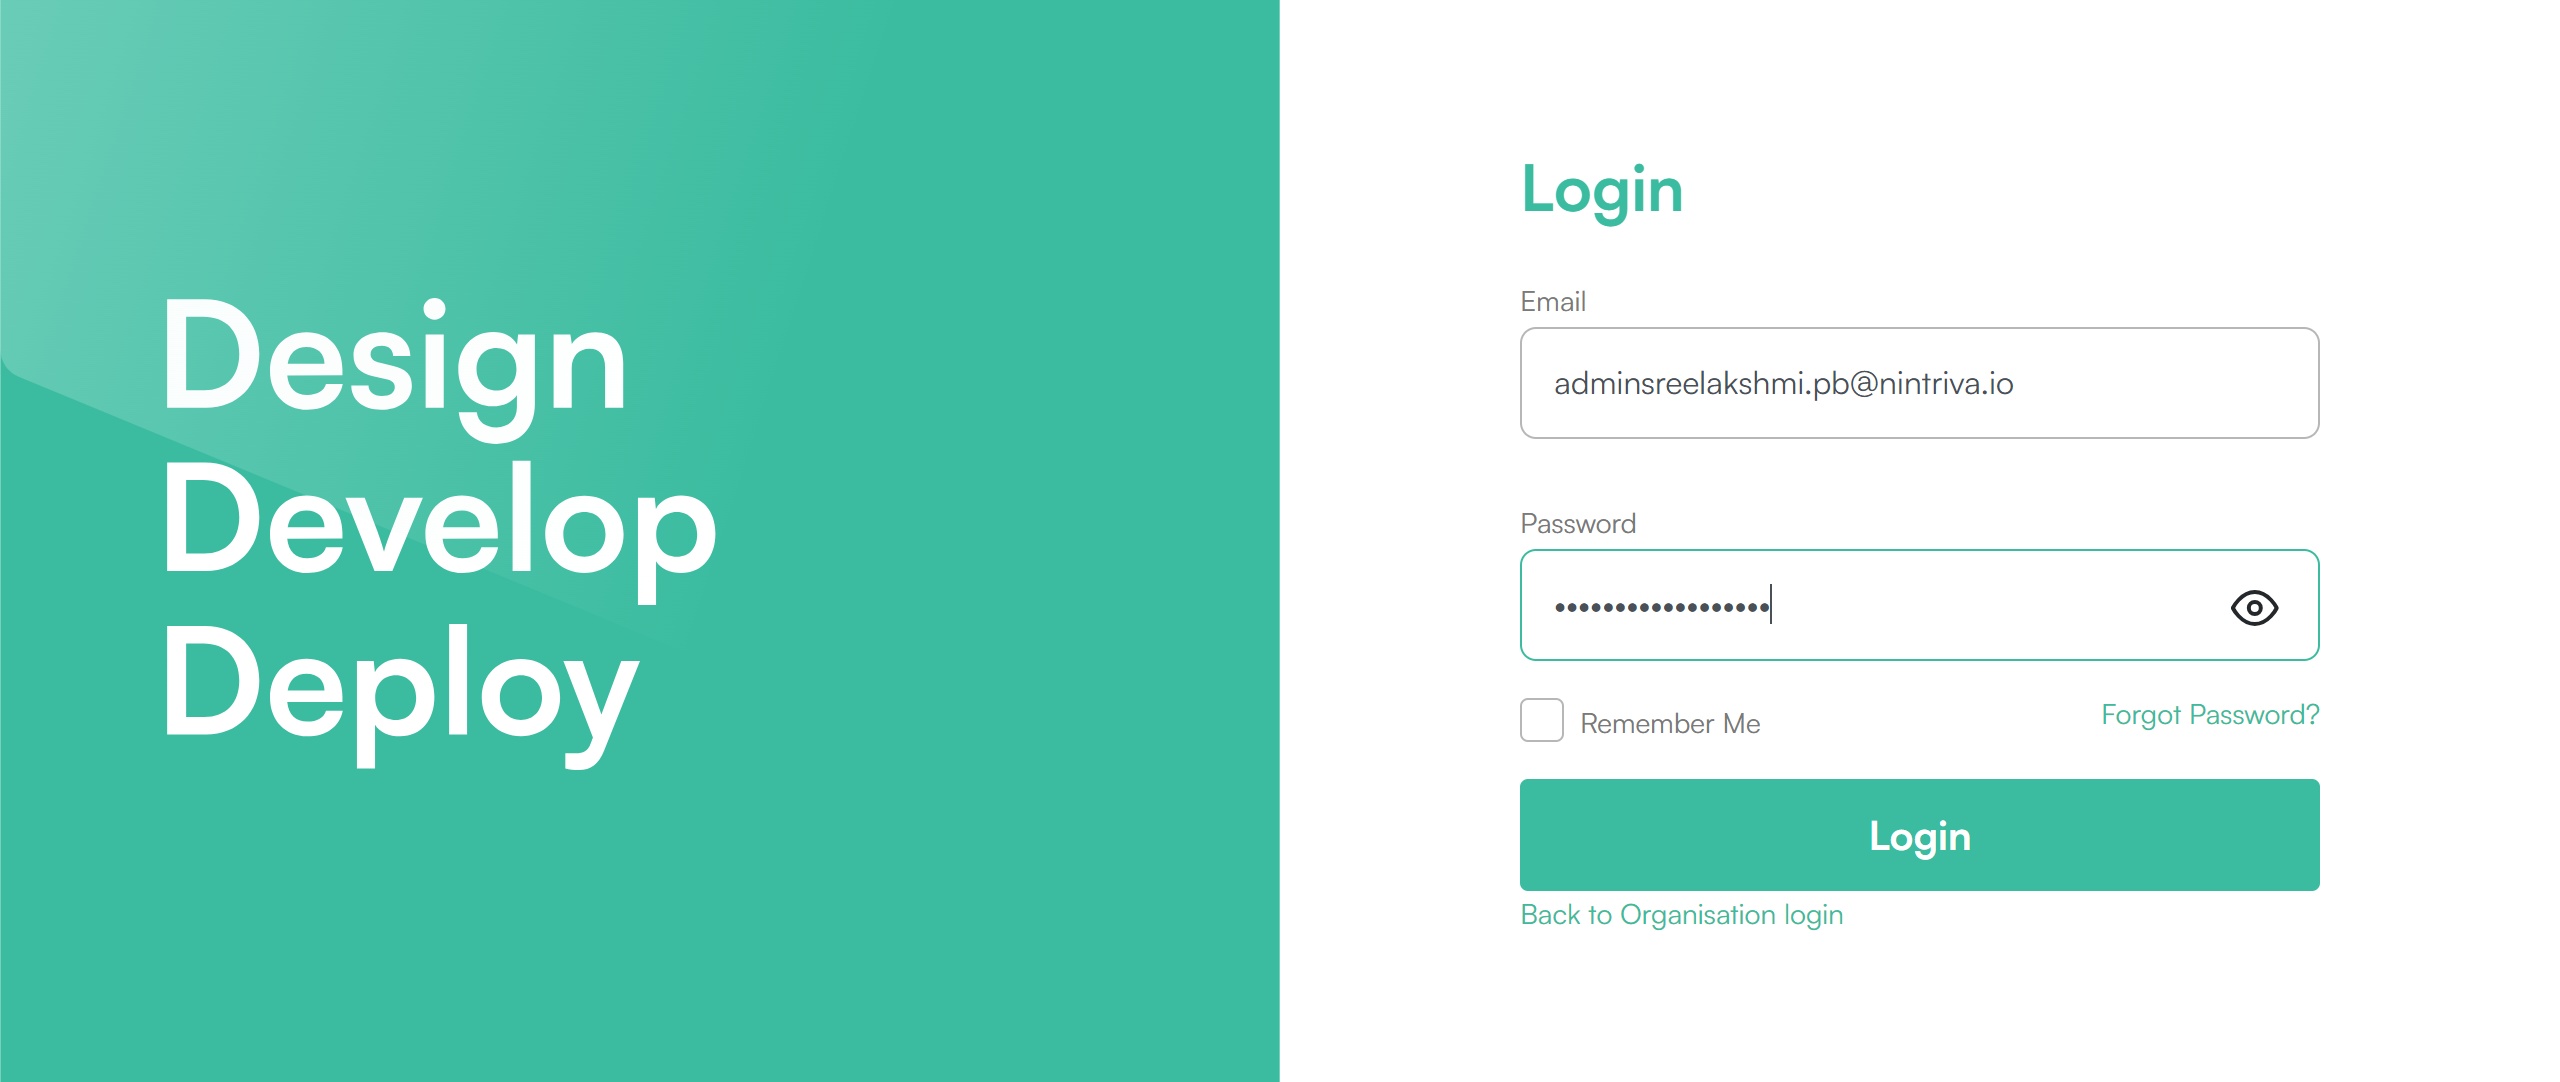 Design
Develop
Deploy
Login
Email
adminsreelakshmi.pb@nintriva.io
Password
••••••••••••••••••
Remember Me
Forgot Password?
Login
Back to Organisation login